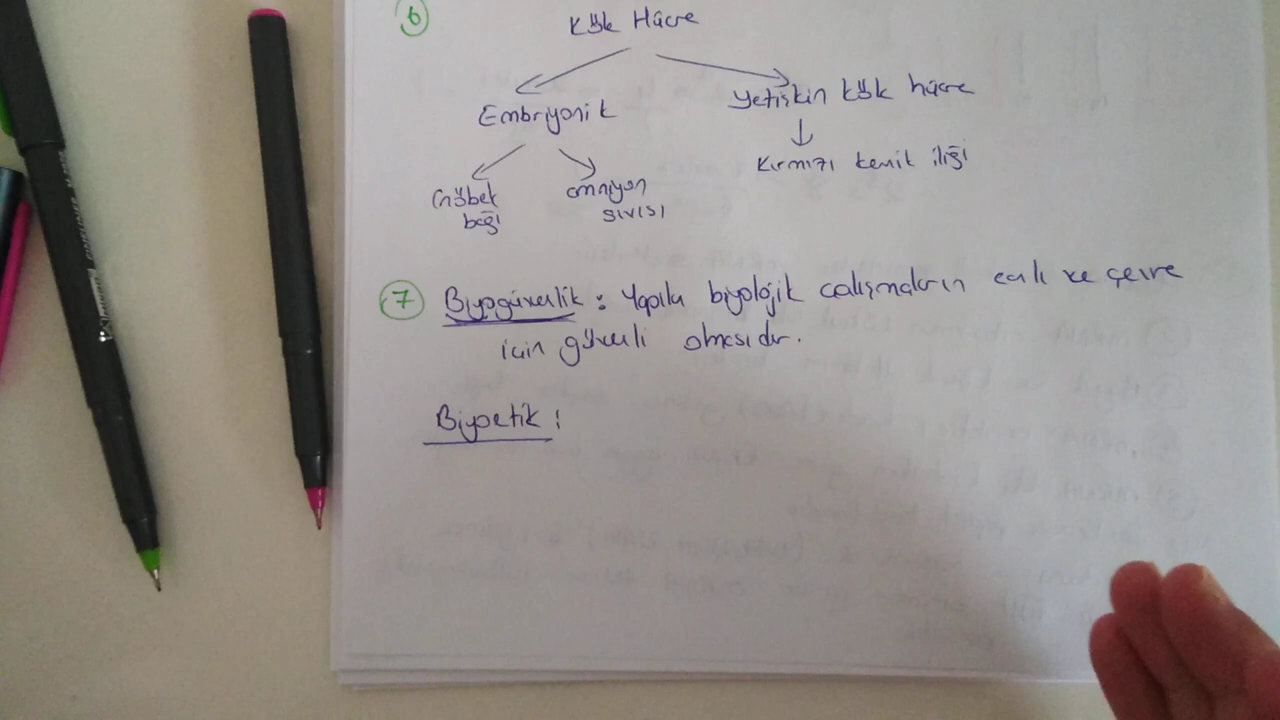 6
Kök Hücre
Embriyonik
Yetişkin kök hücre
Kırmızı kemik iliği
Göbek
bağı
amniyon
sıvısı
7 Biyogüvenlik : Yapılan biyolojik çalışmaların canlı ve çevre
için güvenli olmasıdır.
Biyoetik :